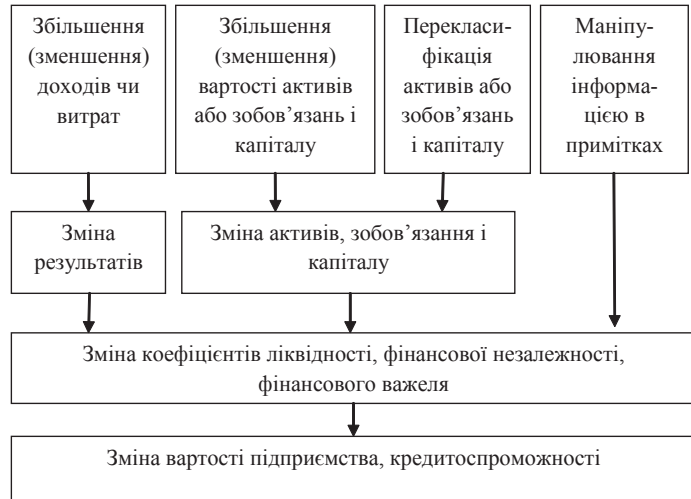 Збільшення
(зменшення)
доходів чи
витрат
Збільшення
(зменшення)
вартості активів
або зобов’язань і
капіталу
Перекласи-
фікація
активів або
зобов’язань
і капіталу
Маніпу-
лювання
інформа-
цією в
примітках
Зміна
результатів
Зміна активів, зобов’язання і
капіталу
Зміна коефіцієнтів ліквідності, фінансової незалежності,
фінансового важеля
Зміна вартості підприємства, кредитоспроможності